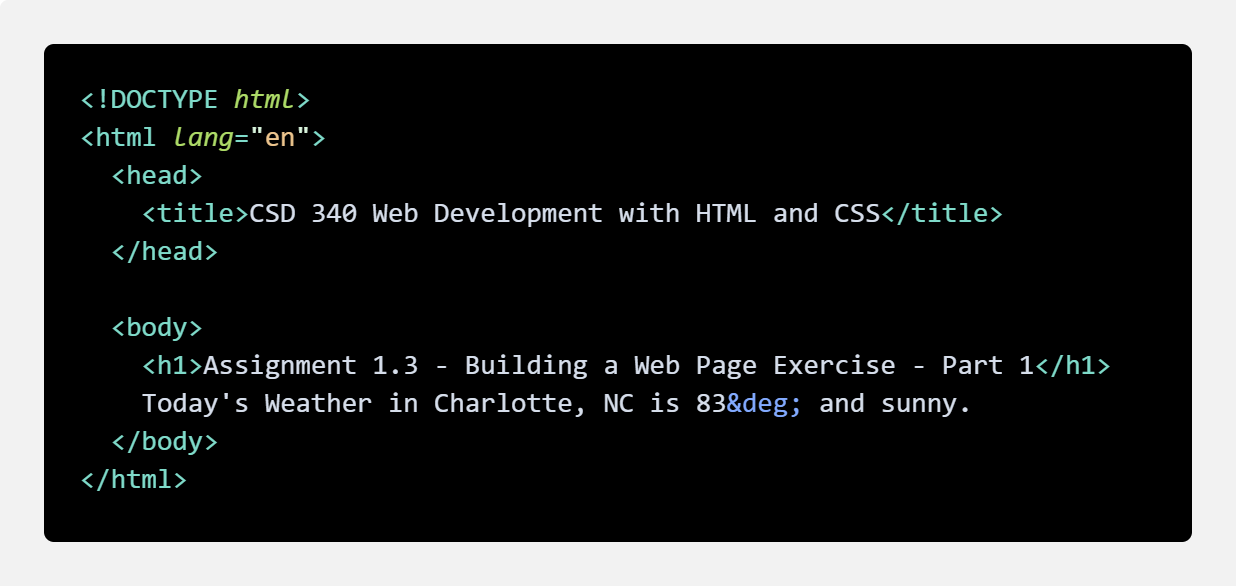 <!DOCTYPE html>
<html lang="en">
  <head>
    <title>CSD 340 Web Development with HTML and CSS</title>
  </head>

  <body>
    <h1>Assignment 1.3 - Building a Web Page Exercise - Part 1</h1>
    Today's Weather in Charlotte, NC is 83&deg; and sunny.
  </body>
</html>